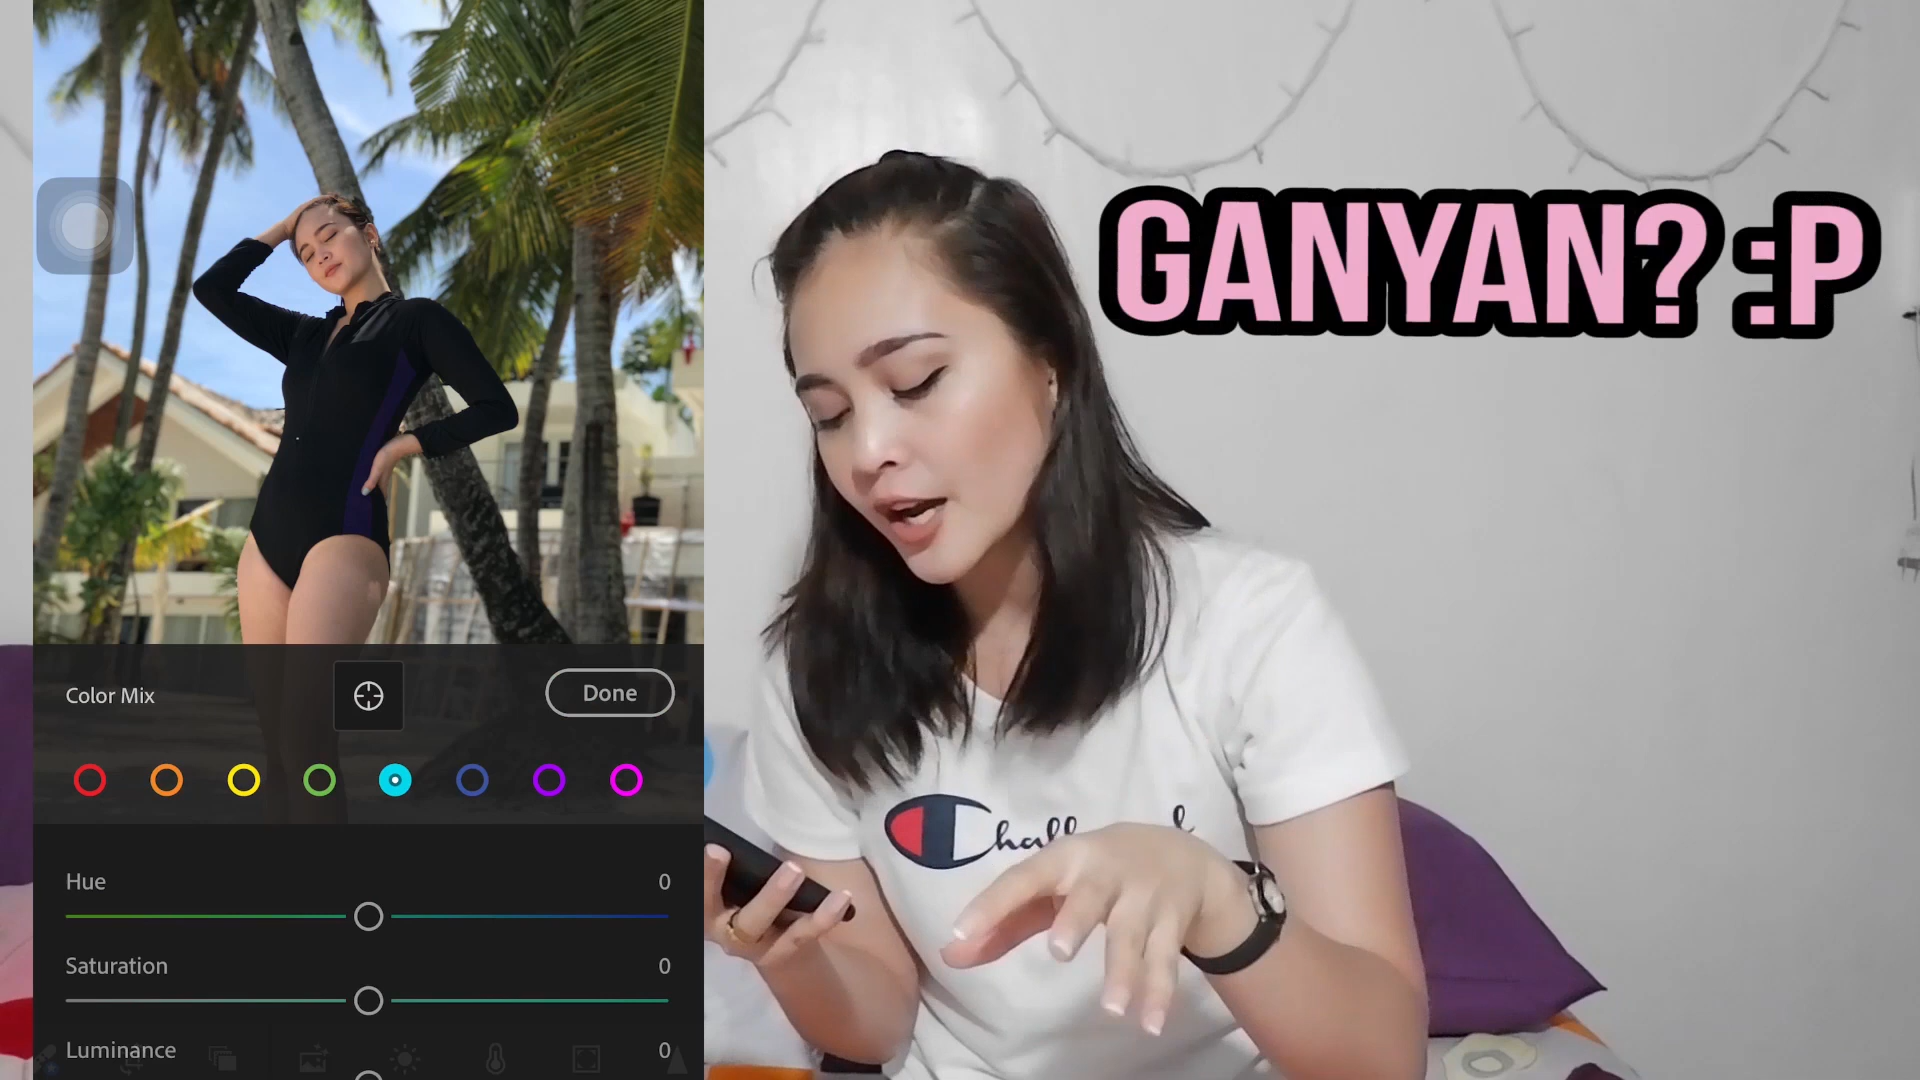 GANYAN? :P
Color Mix
Done
Hue 0
Saturation 0
Luminance 0